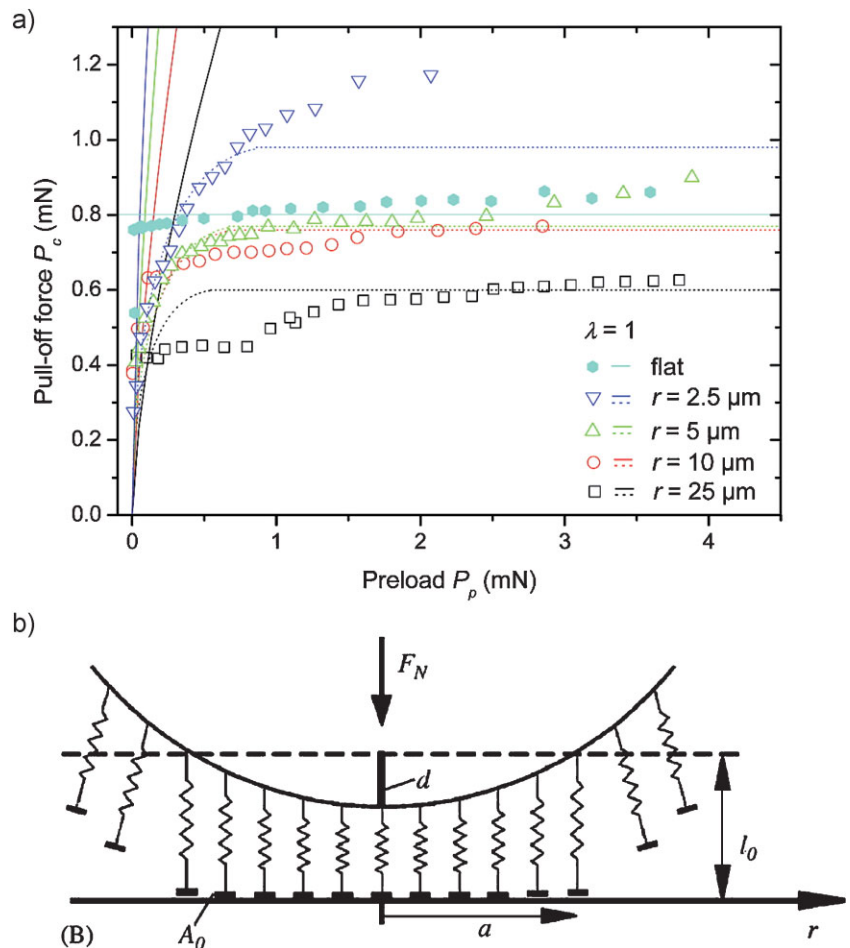 a)
Pull-off force P_c (mN)
1.2
1.0
0.8
0.6
0.4
0.2
0.0
λ = 1
flat
r = 2.5 µm
r = 5 µm
r = 10 µm
r = 25 µm
0 1 2 3 4
Preload P_p (mN)
b)
F_N
d
l_0
A_0
a
r
(B)